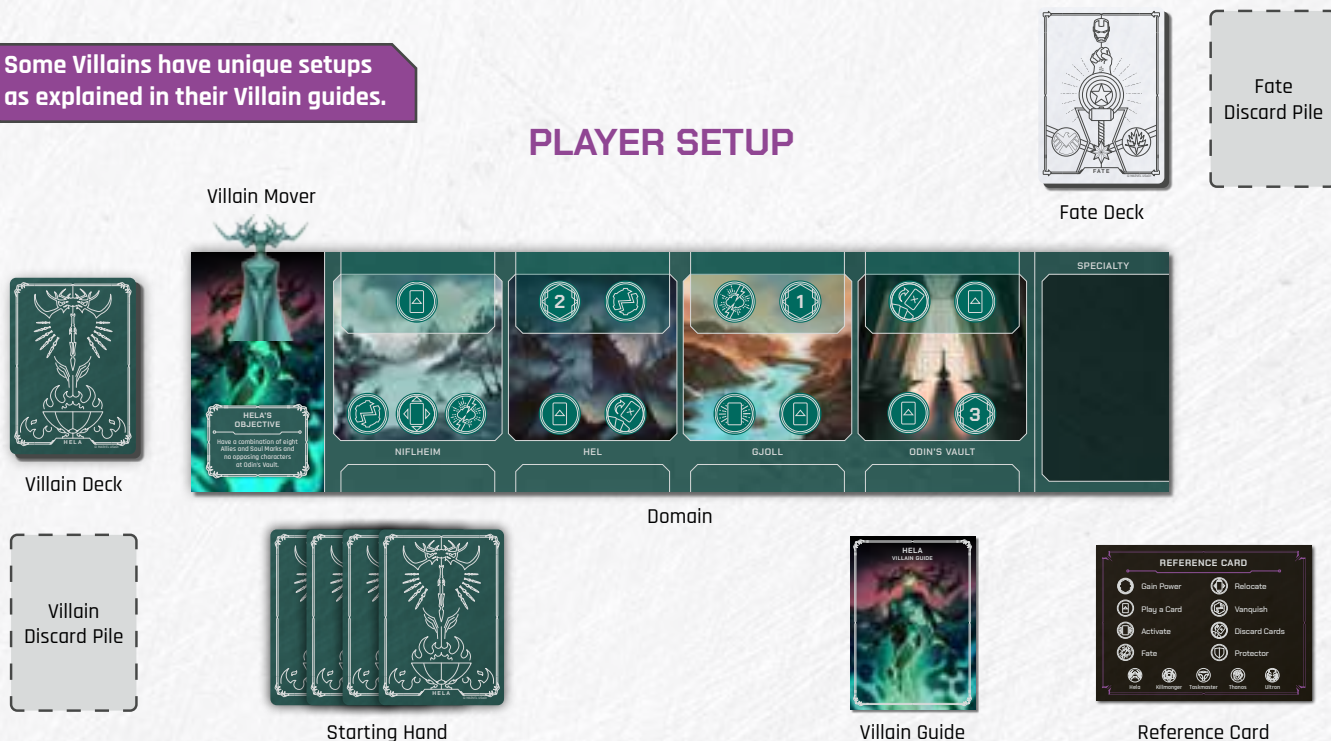 Some Villains have unique setups
as explained in their Villain guides.
PLAYER SETUP
FATE
Fate Deck
Fate
Discard Pile
Villain Mover
HELA
Villain Deck
HELA'S
OBJECTIVE
Have a combination of eight
Allies and Soul Marks and
no opposing characters
at Odin's Vault.
2
1
3
NIFLHEIM
HEL
GJOLL
ODIN'S VAULT
SPECIALTY
Domain
Villain
Discard Pile
HELA
Starting Hand
HELA
VILLAIN GUIDE
Villain Guide
REFERENCE CARD
Gain Power
Relocate
Play a Card
Vanquish
Activate
Discard Cards
Fate
Protector
Hela
Killmonger
Taskmaster
Thanos
Ultron
Reference Card